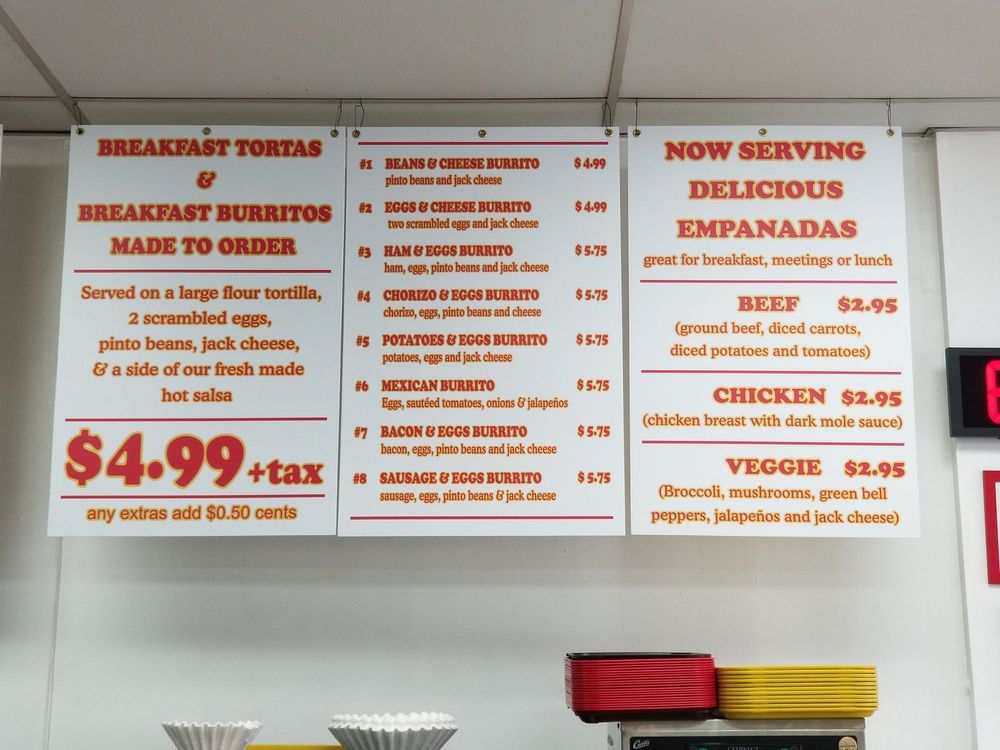 BREAKFAST TORTAS
&
BREAKFAST BURRITOS
MADE TO ORDER
Served on a large flour tortilla,
2 scrambled eggs,
pinto beans, jack cheese,
& a side of our fresh made
hot salsa
$4.99 +tax
any extras add $0.50 cents
#1 BEANS & CHEESE BURRITO $4.99
pinto beans and jack cheese
#2 EGGS & CHEESE BURRITO $4.99
two scrambled eggs and jack cheese
#3 HAM & EGGS BURRITO $5.75
ham, eggs, pinto beans and jack cheese
#4 CHORIZO & EGGS BURRITO $5.75
chorizo, eggs, pinto beans and cheese
#5 POTATOES & EGGS BURRITO $5.75
potatoes, eggs and jack cheese
#6 MEXICAN BURRITO $5.75
Eggs, sautéed tomatoes, onions & jalapeños
#7 BACON & EGGS BURRITO $5.75
bacon, eggs, pinto beans and jack cheese
#8 SAUSAGE & EGGS BURRITO $5.75
sausage, eggs, pinto beans & jack cheese
NOW SERVING
DELICIOUS
EMPANADAS
great for breakfast, meetings or lunch
BEEF $2.95
(ground beef, diced carrots,
diced potatoes and tomatoes)
CHICKEN $2.95
(chicken breast with dark mole sauce)
VEGGIE $2.95
(Broccoli, mushrooms, green bell
peppers, jalapeños and jack cheese)
Curtis